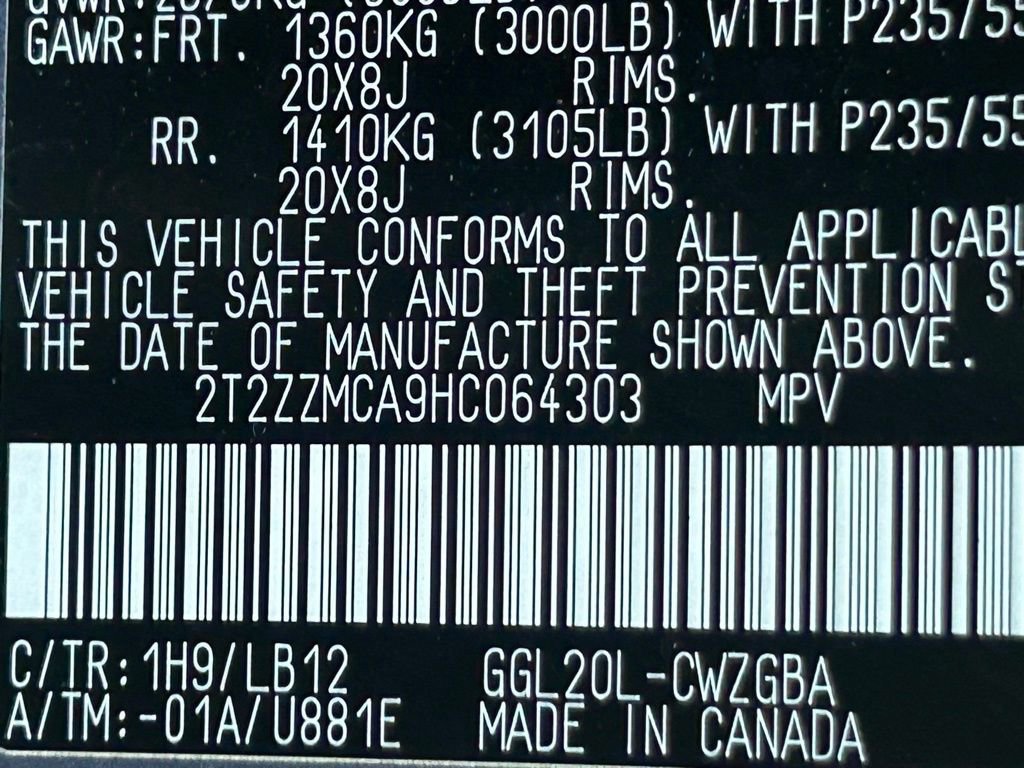 GAWR:FRT. 1360KG (3000LB) WITH P235/55
20X8J RIMS.
RR. 1410KG (3105LB) WITH P235/55
20X8J RIMS.
THIS VEHICLE CONFORMS TO ALL APPLICABL
VEHICLE SAFETY AND THEFT PREVENTION ST
THE DATE OF MANUFACTURE SHOWN ABOVE.
2T2ZZMCA9HC064303 MPV
C/TR:1H9/LB12 GGL20L-CWZGBA
A/TM:-01A/U881E MADE IN CANADA